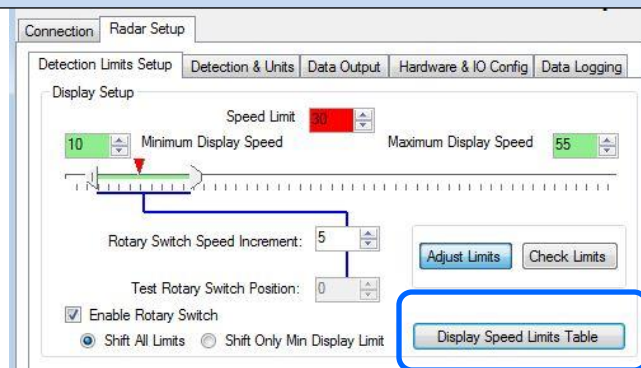 Connection Radar Setup
Detection Limits Setup Detection & Units Data Output Hardware & IO Config Data Logging
Display Setup
Speed Limit 30
10 Minimum Display Speed Maximum Display Speed 55
Rotary Switch Speed Increment: 5
Adjust Limits Check Limits
Test Rotary Switch Position: 0
Enable Rotary Switch
Shift All Limits Shift Only Min Display Limit
Display Speed Limits Table